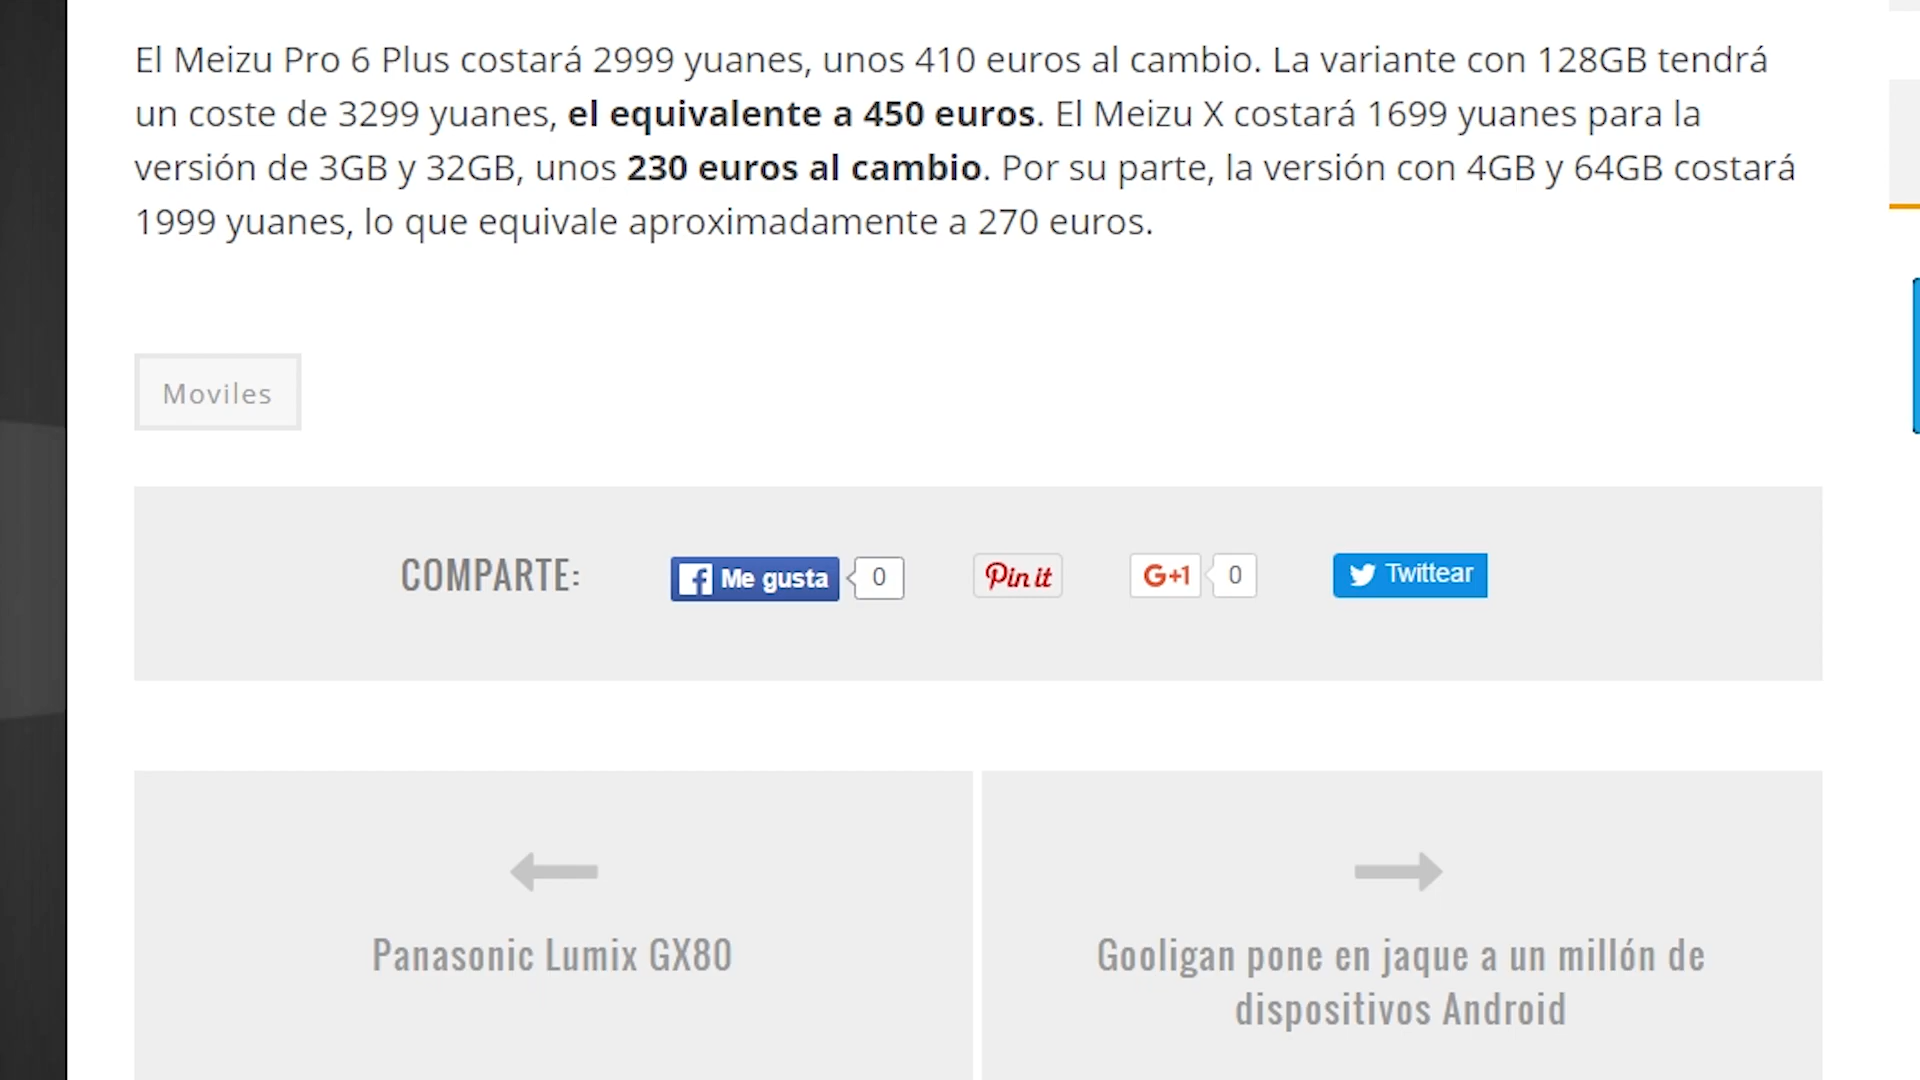 El Meizu Pro 6 Plus costará 2999 yuanes, unos 410 euros al cambio. La variante con 128GB tendrá
un coste de 3299 yuanes, el equivalente a 450 euros. El Meizu X costará 1699 yuanes para la
versión de 3GB y 32GB, unos 230 euros al cambio. Por su parte, la versión con 4GB y 64GB costará
1999 yuanes, lo que equivale aproximadamente a 270 euros.
Moviles
COMPARTE:
Me gusta
0
Pin it
G+1
0
Twittear
Panasonic Lumix GX80
Gooligan pone en jaque a un millón de
dispositivos Android